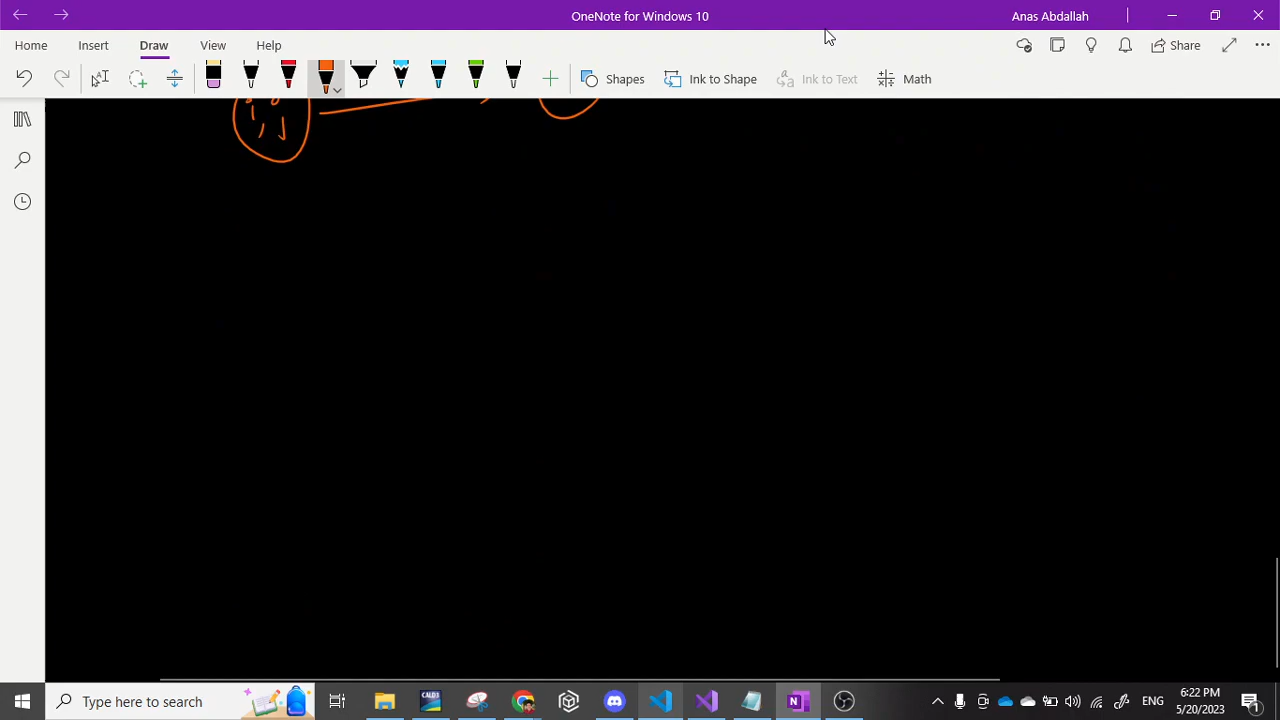 OneNote for Windows 10
Anas Abdallah
Home
Insert
Draw
View
Help
Share
Shapes
Ink to Shape
Ink to Text
Math
Type here to search
ENG
6:22 PM
5/20/2023
1